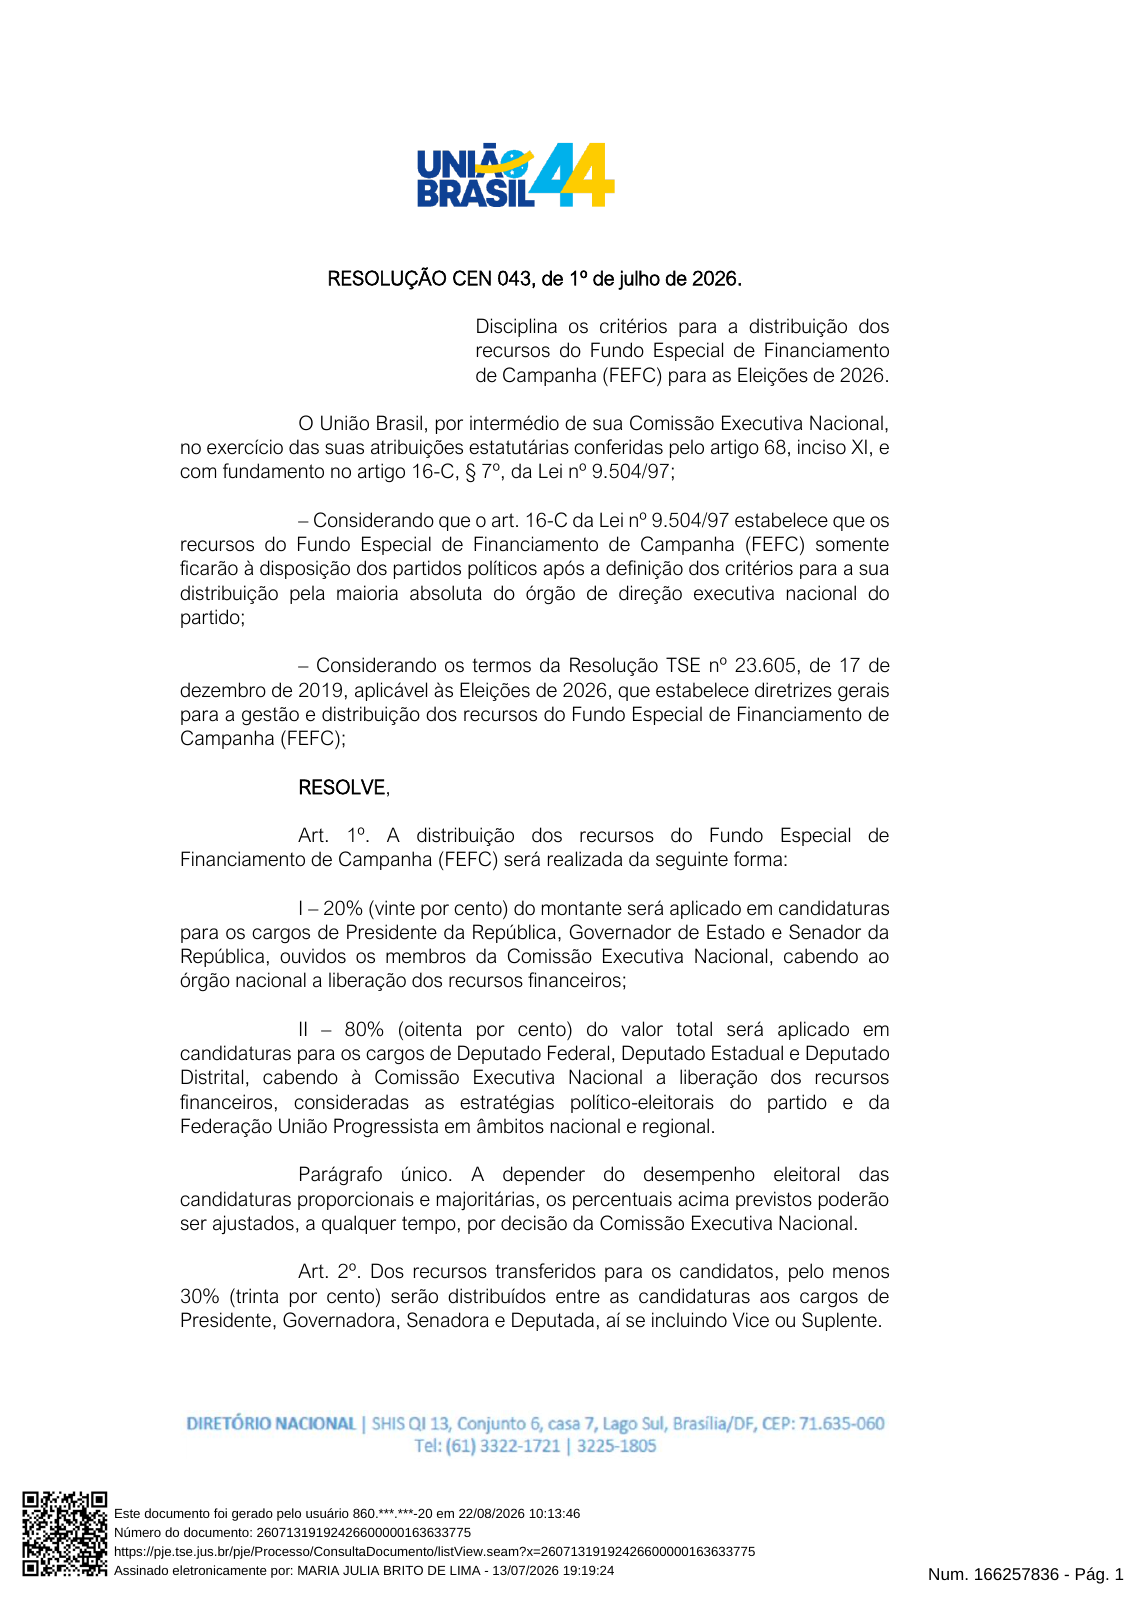 UNIÃO 44
BRASIL
RESOLUÇÃO CEN 043, de 1º de julho de 2026.
Disciplina os critérios para a distribuição dos
recursos do Fundo Especial de Financiamento
de Campanha (FEFC) para as Eleições de 2026.
O União Brasil, por intermédio de sua Comissão Executiva Nacional,
no exercício das suas atribuições estatutárias conferidas pelo artigo 68, inciso XI, e
com fundamento no artigo 16-C, § 7º, da Lei nº 9.504/97;
– Considerando que o art. 16-C da Lei nº 9.504/97 estabelece que os
recursos do Fundo Especial de Financiamento de Campanha (FEFC) somente
ficarão à disposição dos partidos políticos após a definição dos critérios para a sua
distribuição pela maioria absoluta do órgão de direção executiva nacional do
partido;
– Considerando os termos da Resolução TSE nº 23.605, de 17 de
dezembro de 2019, aplicável às Eleições de 2026, que estabelece diretrizes gerais
para a gestão e distribuição dos recursos do Fundo Especial de Financiamento de
Campanha (FEFC);
RESOLVE,
Art. 1º. A distribuição dos recursos do Fundo Especial de
Financiamento de Campanha (FEFC) será realizada da seguinte forma:
I – 20% (vinte por cento) do montante será aplicado em candidaturas
para os cargos de Presidente da República, Governador de Estado e Senador da
República, ouvidos os membros da Comissão Executiva Nacional, cabendo ao
órgão nacional a liberação dos recursos financeiros;
II – 80% (oitenta por cento) do valor total será aplicado em
candidaturas para os cargos de Deputado Federal, Deputado Estadual e Deputado
Distrital, cabendo à Comissão Executiva Nacional a liberação dos recursos
financeiros, consideradas as estratégias político-eleitorais do partido e da
Federação União Progressista em âmbitos nacional e regional.
Parágrafo único. A depender do desempenho eleitoral das
candidaturas proporcionais e majoritárias, os percentuais acima previstos poderão
ser ajustados, a qualquer tempo, por decisão da Comissão Executiva Nacional.
Art. 2º. Dos recursos transferidos para os candidatos, pelo menos
30% (trinta por cento) serão distribuídos entre as candidaturas aos cargos de
Presidente, Governadora, Senadora e Deputada, aí se incluindo Vice ou Suplente.
DIRETÓRIO NACIONAL | SHIS QI 13, Conjunto 6, casa 7, Lago Sul, Brasília/DF, CEP: 71.635-060
Tel: (61) 3322-1721 | 3225-1805
Este documento foi gerado pelo usuário 860.***.***-20 em 22/08/2026 10:13:46
Número do documento: 26071319192426600000163633775
https://pje.tse.jus.br/pje/Processo/ConsultaDocumento/listView.seam?x=26071319192426600000163633775
Assinado eletronicamente por: MARIA JULIA BRITO DE LIMA - 13/07/2026 19:19:24
Num. 166257836 - Pág. 1